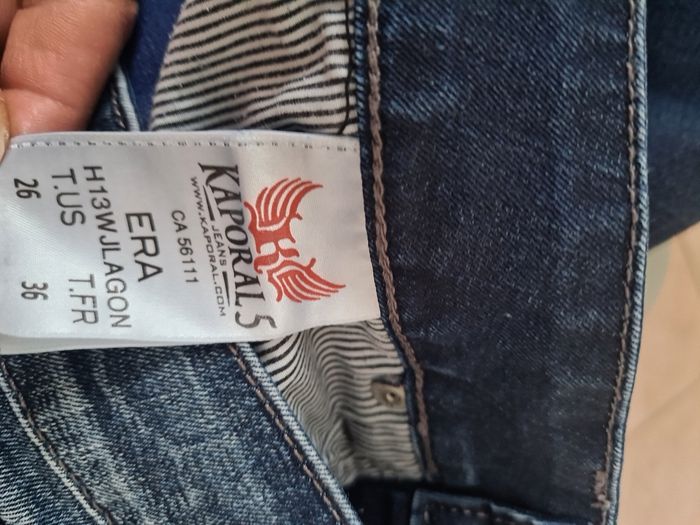 KAPORAL 5
JEANS
WWW.KAPORAL.COM
CA 56111
ERA
H13WJLAGON
T.US T.FR
26 36